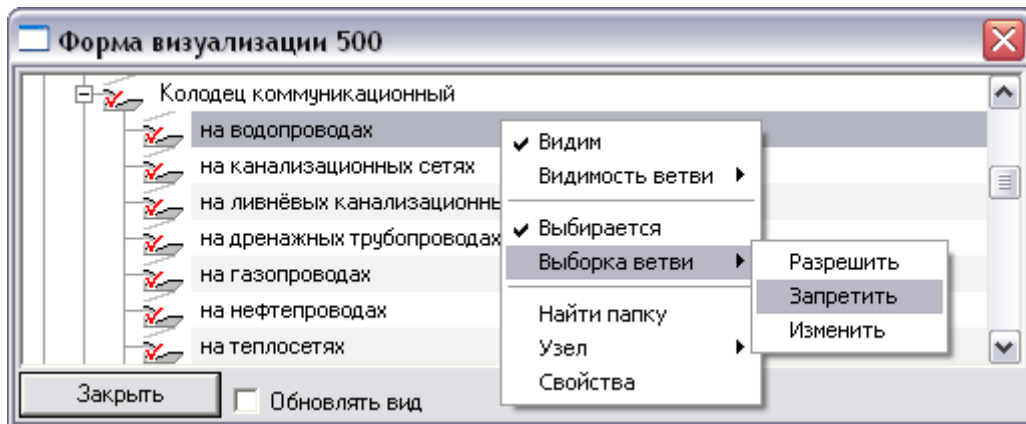 Форма визуализации 500
Колодец коммуникационный
на водопроводах
на канализационных сетях
на ливнёвых канализационны
на дренажных трубопроводах
на газопроводах
на нефтепроводах
на теплосетях
Видим
Видимость ветви
Выбирается
Выборка ветви
Найти папку
Узел
Свойства
Разрешить
Запретить
Изменить
Закрыть
Обновлять вид